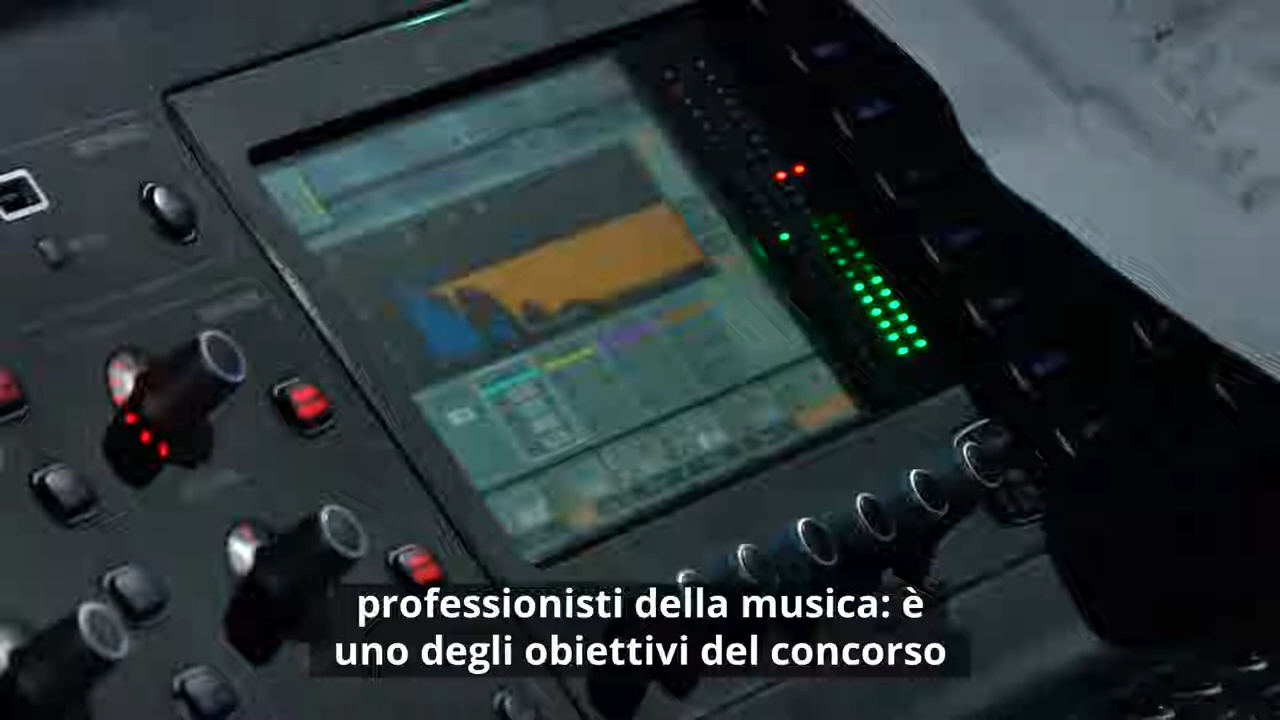 professionisti della musica: è
uno degli obiettivi del concorso